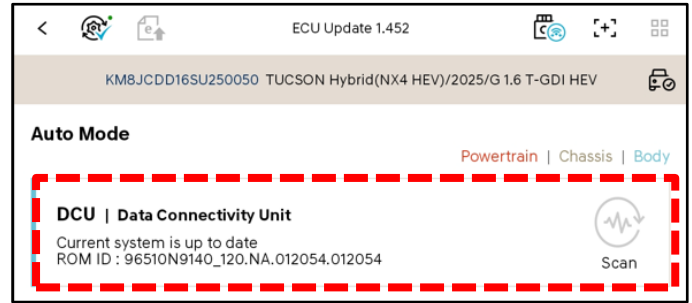 ECU Update 1.452
KM8JCDD16SU250050 TUCSON Hybrid(NX4 HEV)/2025/G 1.6 T-GDI HEV
Auto Mode
Powertrain | Chassis | Body
DCU | Data Connectivity Unit
Current system is up to date
ROM ID : 96510N9140_120.NA.012054.012054
Scan